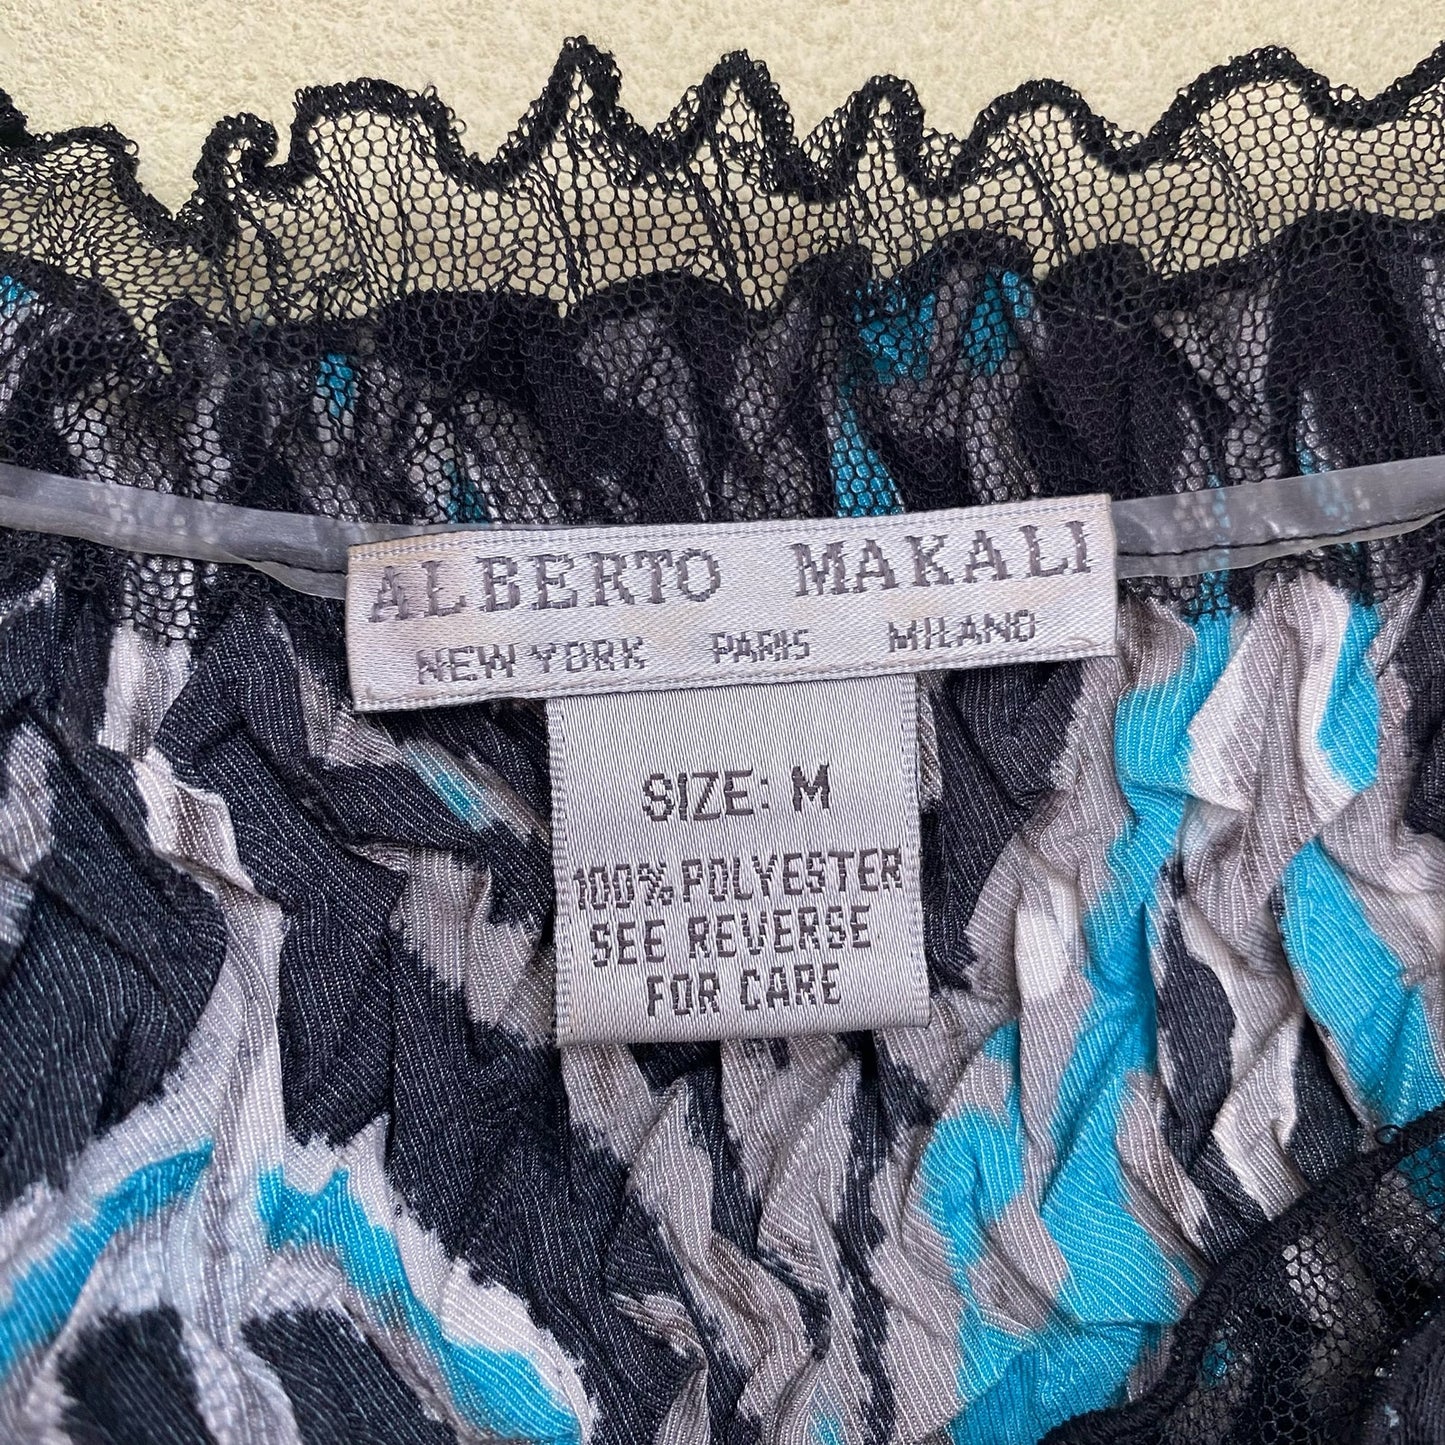 ALBERTO MAKALI
NEW YORK PARIS MILANO
SIZE: M
100% POLYESTER
SEE REVERSE
FOR CARE